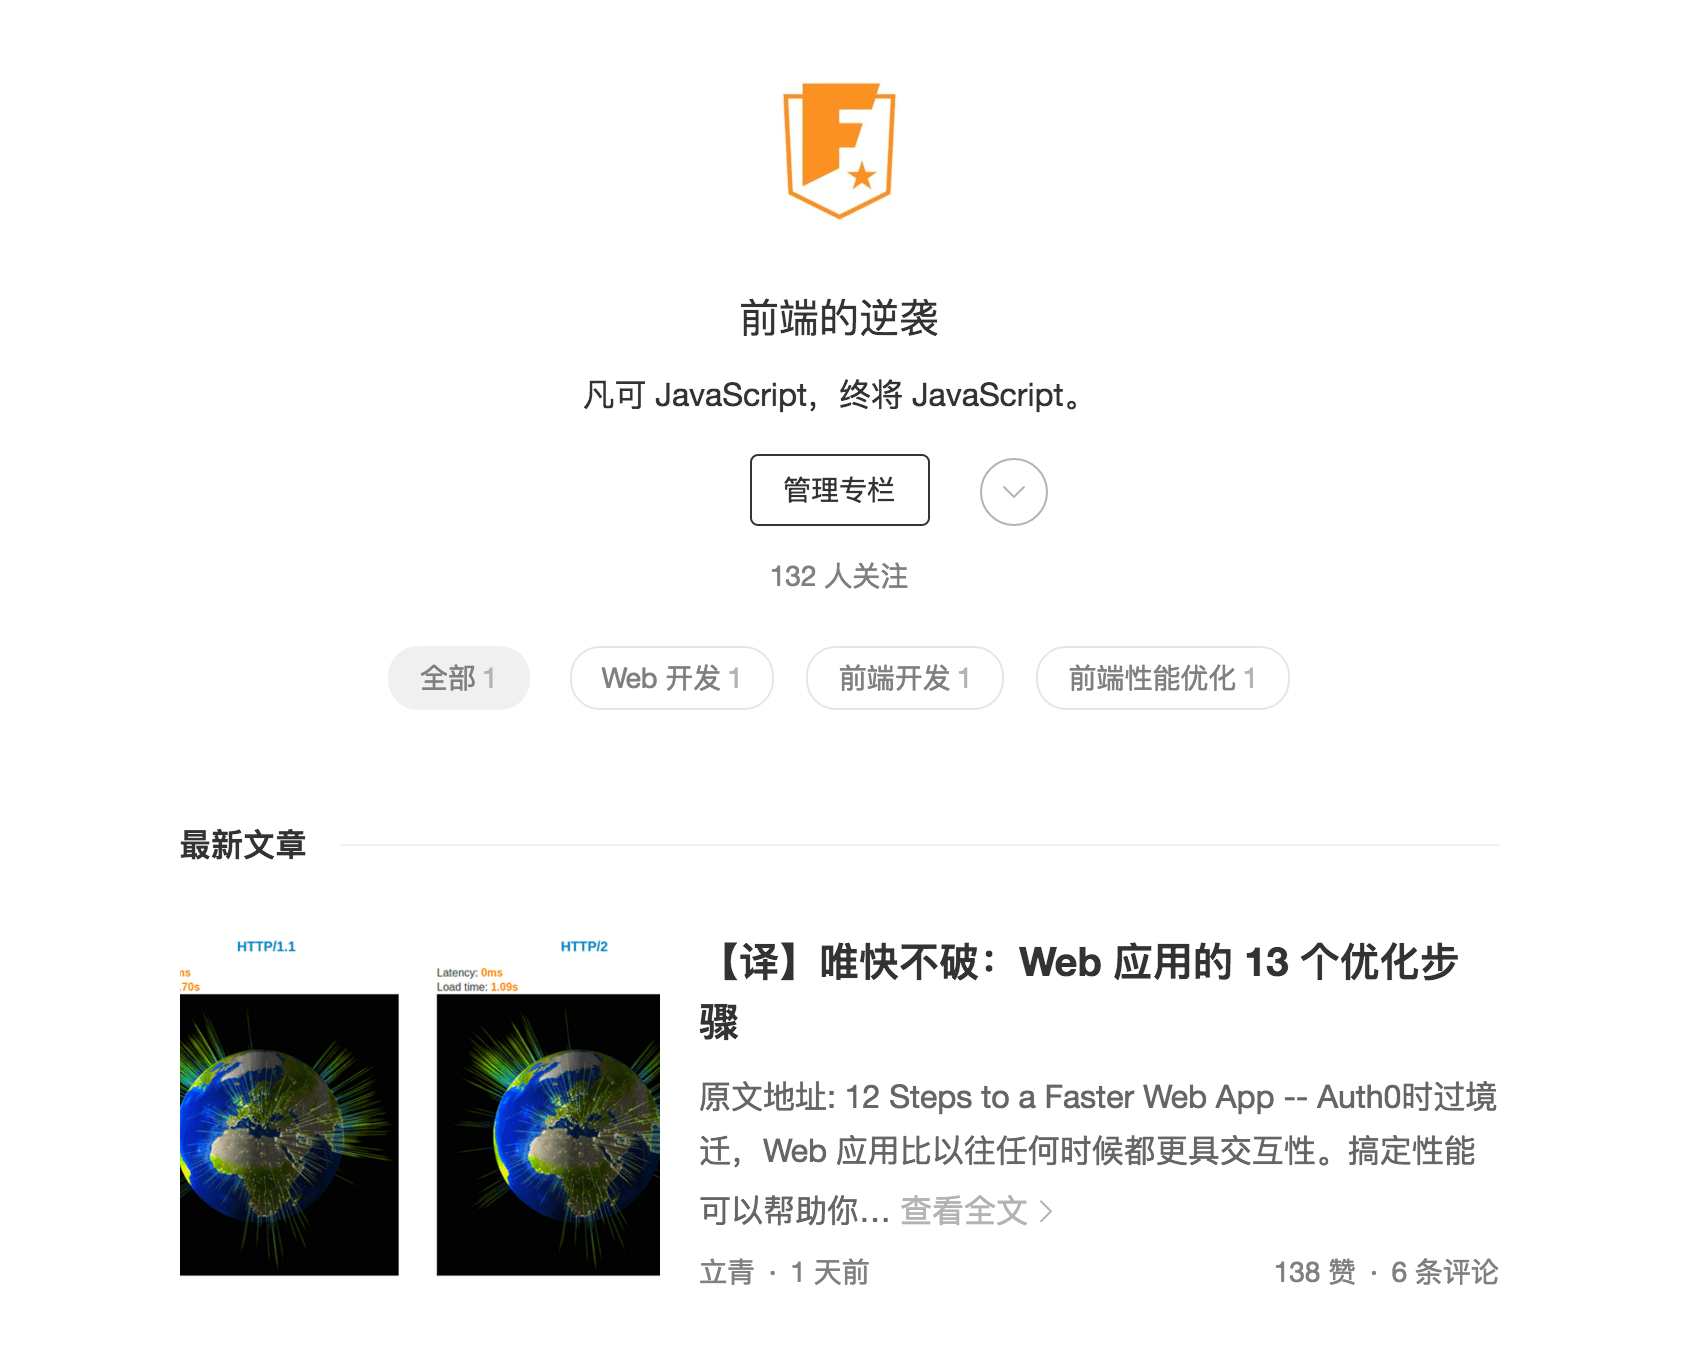 F
前端的逆袭
凡可 JavaScript，终将 JavaScript。
管理专栏
132 人关注
全部 1
Web 开发 1
前端开发 1
前端性能优化 1
最新文章
HTTP/1.1
ms
.70s
HTTP/2
Latency: 0ms
Load time: 1.09s
【译】唯快不破：Web 应用的 13 个优化步
骤
原文地址: 12 Steps to a Faster Web App -- Auth0时过境
迁，Web 应用比以往任何时候都更具交互性。搞定性能
可以帮助你... 查看全文
立青 · 1 天前
138 赞 · 6 条评论